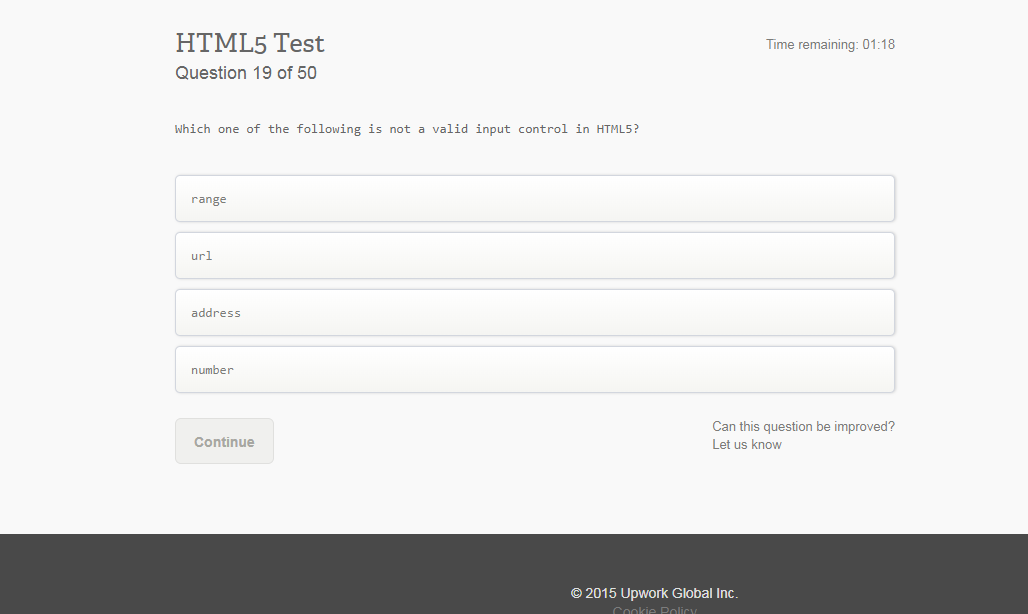 HTML5 Test
Time remaining: 01:18
Question 19 of 50
Which one of the following is not a valid input control in HTML5?
range
url
address
number
Continue
Can this question be improved?
Let us know
© 2015 Upwork Global Inc.
Cookie Policy